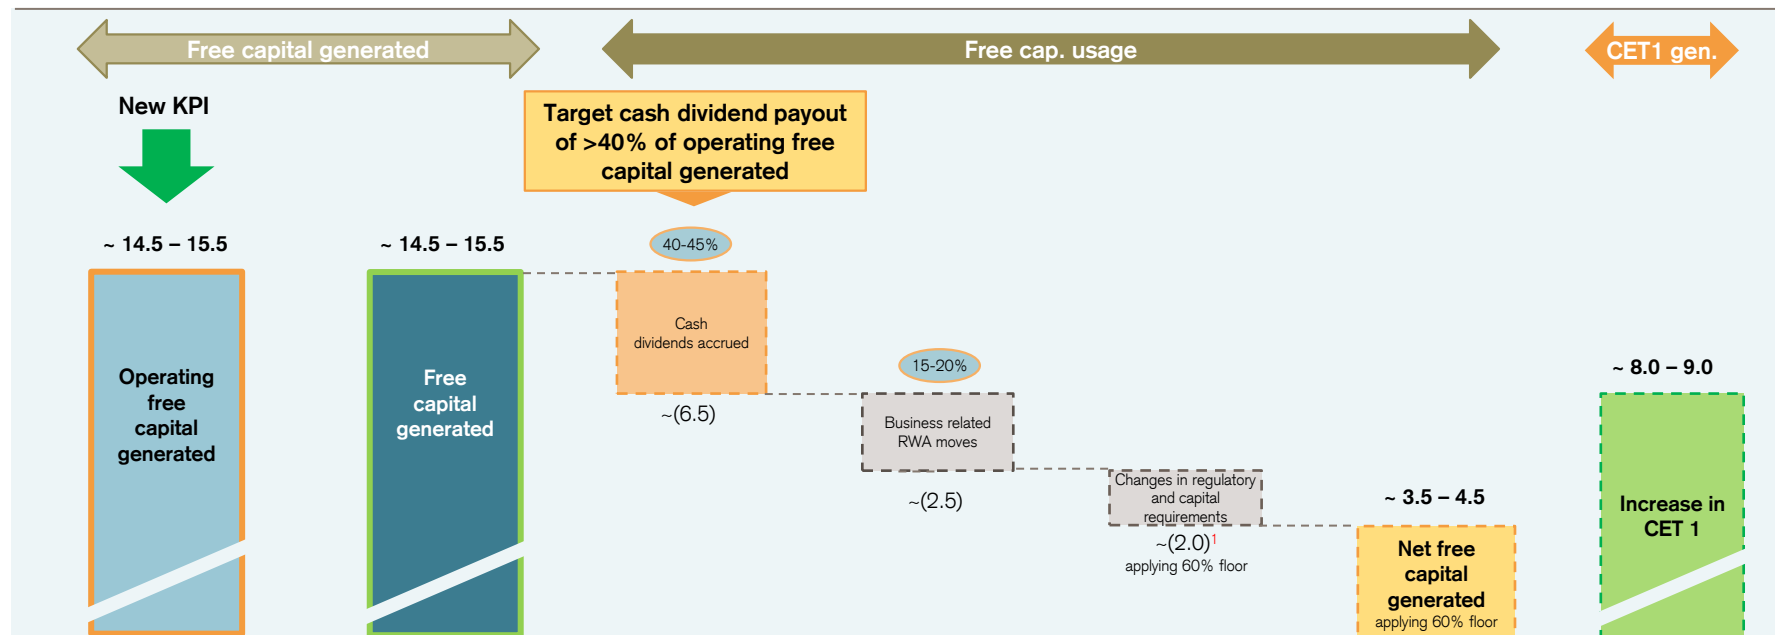 Free capital generated
Free cap. usage
CET1 gen.
New KPI
Target cash dividend payout
of >40% of operating free
capital generated
~ 14.5 – 15.5
~ 14.5 – 15.5
40-45%
Cash
dividends accrued
15-20%
~ 8.0 – 9.0
Operating
free
capital
generated
Free
capital
generated
~(6.5)
Business related
RWA moves
~(2.5)
Changes in regulatory
and capital
requirements
~(2.0)1
applying 60% floor
~ 3.5 – 4.5
Net free
capital
generated
applying 60% floor
Increase in
CET 1